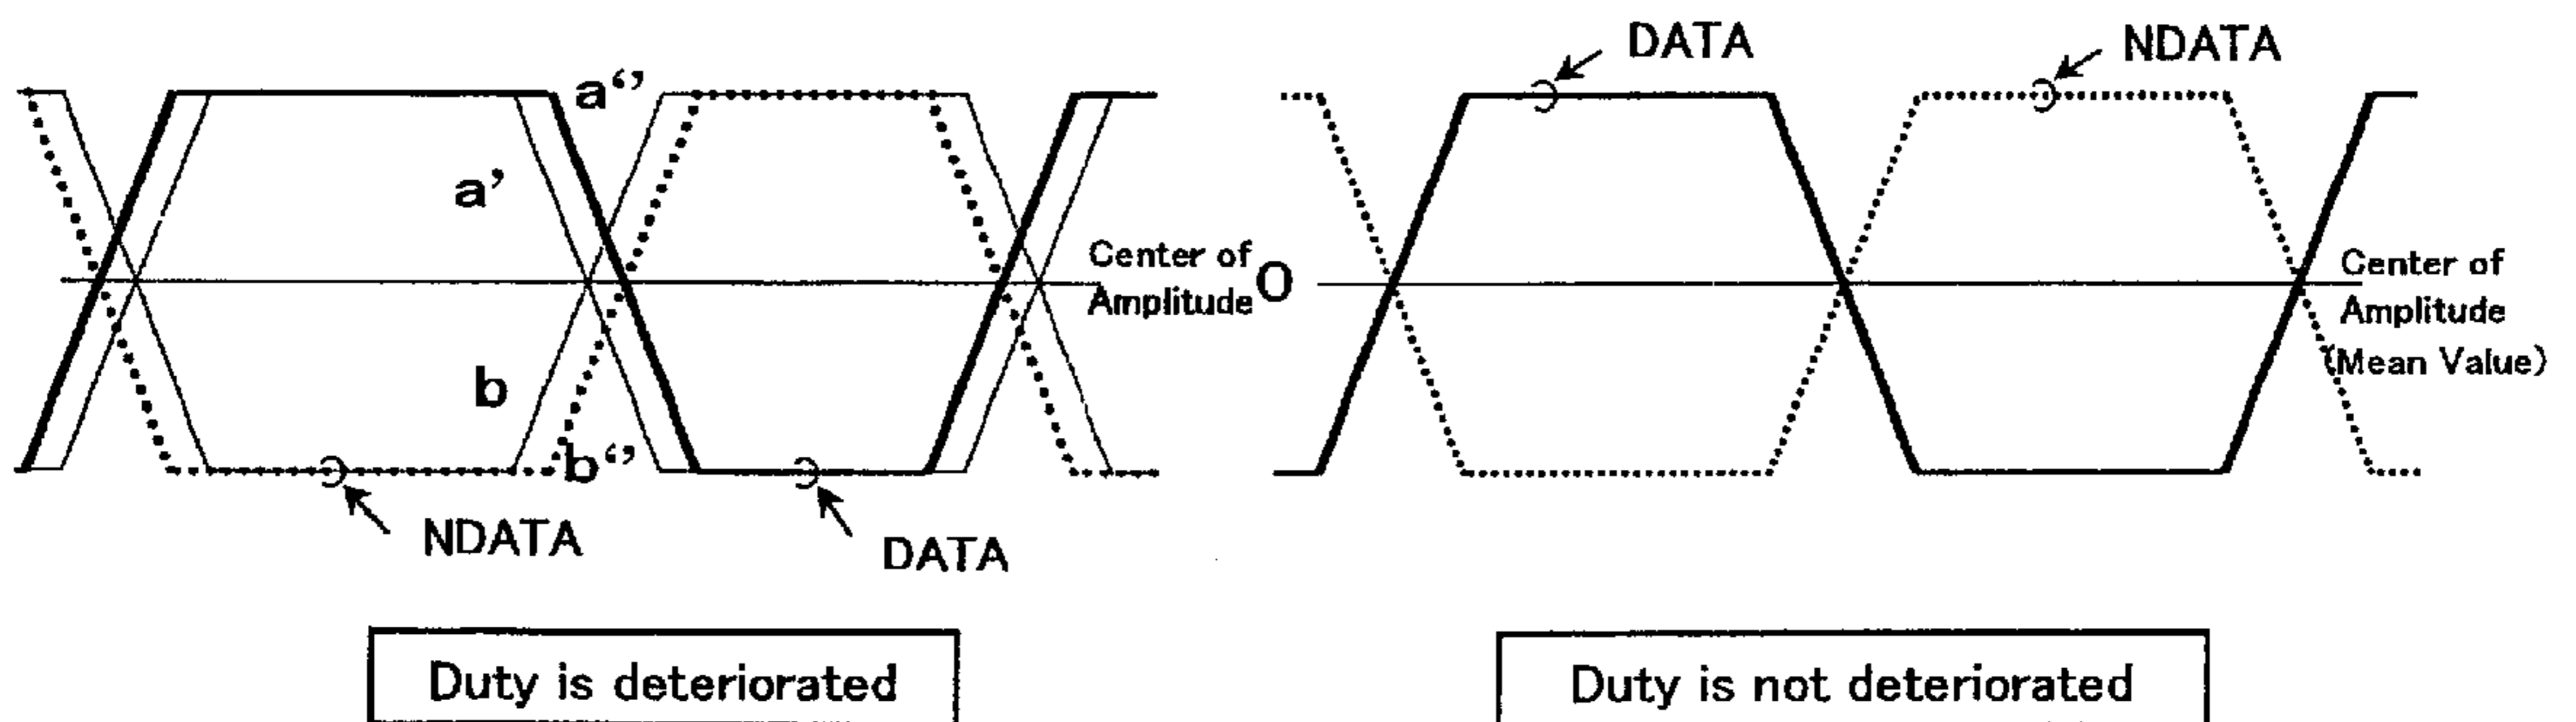 DATA
NDATA
a“
a’
Center of
Amplitude
O
Center of
Amplitude
(Mean Value)
b
b“
NDATA
DATA
Duty is deteriorated
Duty is not deteriorated